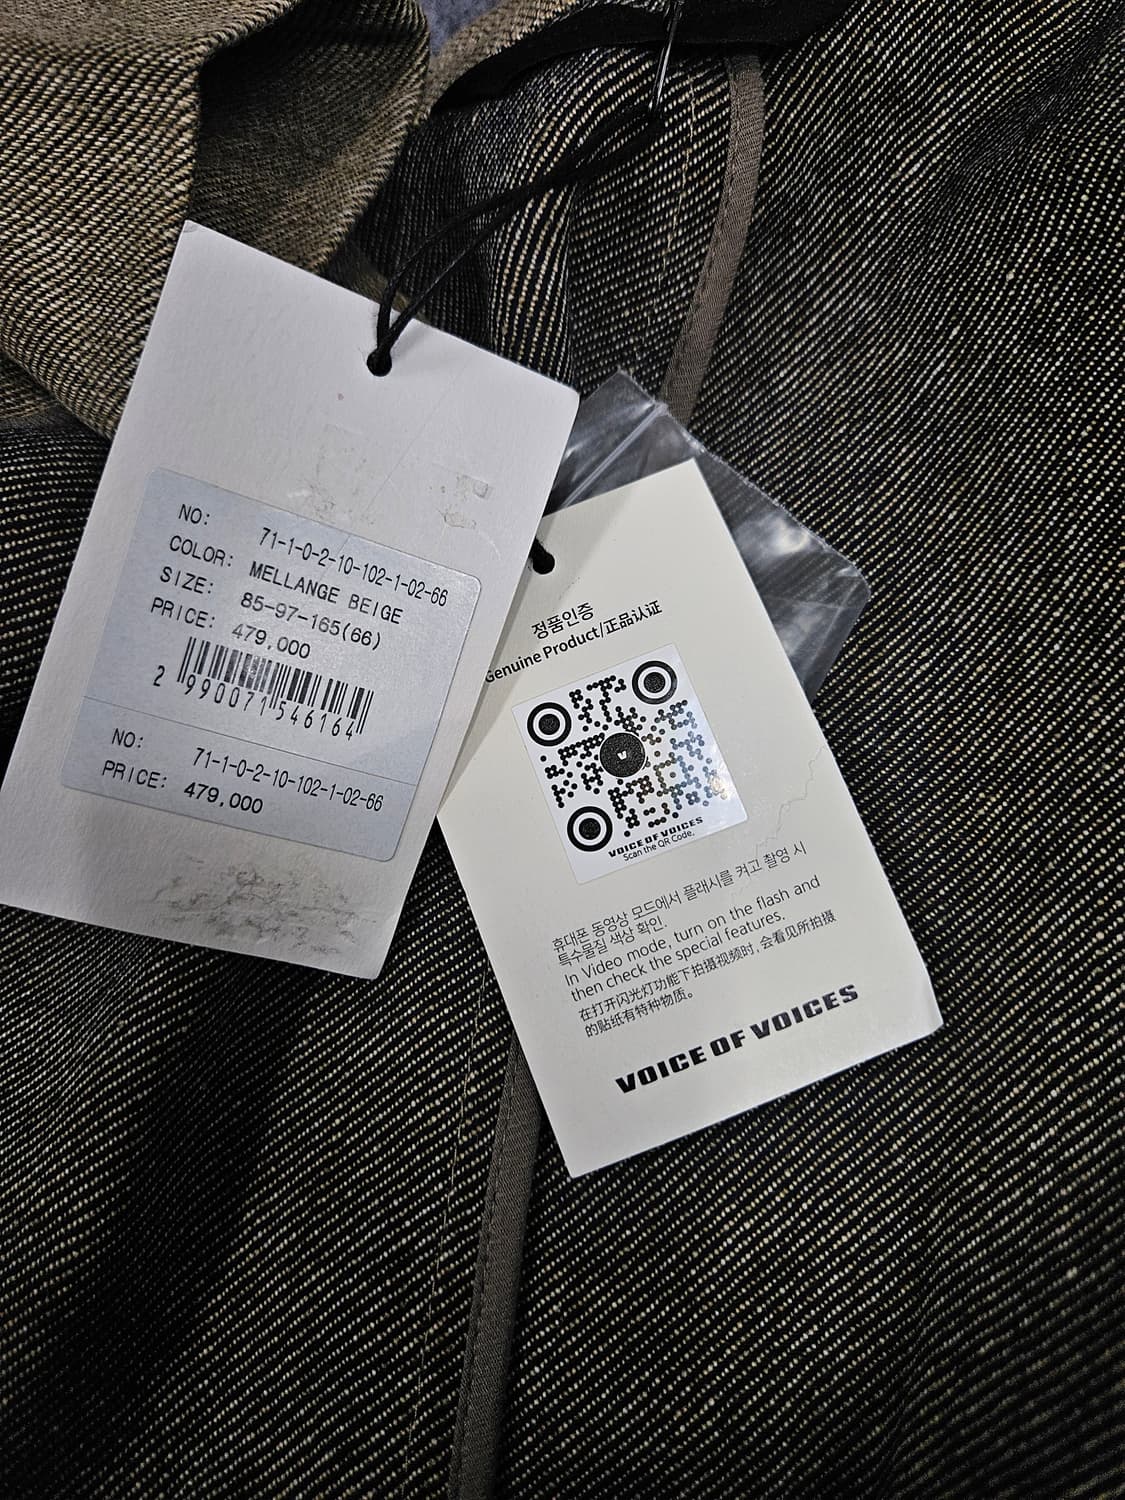 NO: 71-1-0-2-10-102-1-02-66
COLOR: MELLANGE BEIGE
SIZE: 85-97-165(66)
PRICE: 479,000
2 990071 546164
NO: 71-1-0-2-10-102-1-02-66
PRICE: 479,000
정품인증
Genuine Product/正品认证
VOICE OF VOICES
Scan the QR Code.
휴대폰 동영상 모드에서 플래시를 켜고 촬영 시
특수물질 색상 확인.
In Video mode, turn on the flash and
then check the special features.
在打开闪光灯功能下拍摄视频时, 会看见所拍摄
的贴纸有特种物质。
VOICE OF VOICES